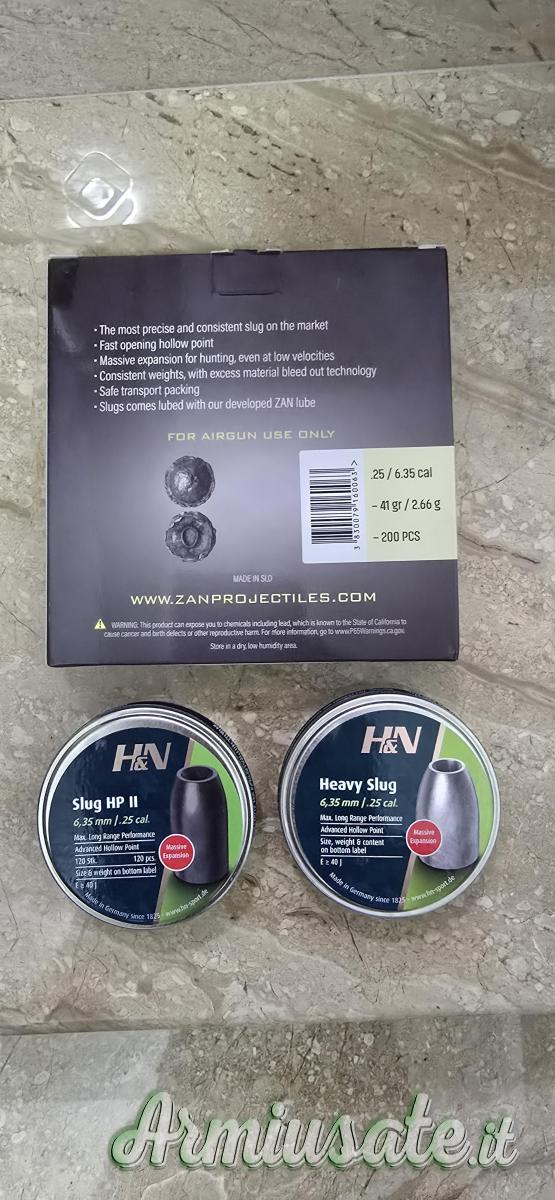 · The most precise and consistent slug on the market
· Fast opening hollow point
· Massive expansion for hunting, even at low velocities
· Consistent weights, with excess material bleed out technology
· Safe transport packing
· Slugs comes lubed with our developed ZAN lube
FOR AIRGUN USE ONLY
3 830079 160063 >
.25 / 6.35 cal
– 41 gr / 2.66 g
– 200 PCS
MADE IN SLO
WWW.ZANPROJECTILES.COM
WARNING: This product can expose you to chemicals including lead, which is known to the State of California to
cause cancer and birth defects or other reproductive harm. For more information, go to www.P65Warnings.ca.gov.
Store in a dry, low humidity area.
H&N
Slug HP II
6,35 mm / .25 cal.
Max. Long Range Performance
Advanced Hollow Point
120 Stk. 120 pcs.
Size & weight on bottom label
E ≥ 40 J
Massive
Expansion
Made in Germany since 1825 · www.hn-sport.de
H&N
Heavy Slug
6,35 mm / .25 cal.
Max. Long Range Performance
Advanced Hollow Point
Size, weight & content
on bottom label
E ≥ 40 J
Massive
Expansion
Made in Germany since 1825 · www.hn-sport.de
Armiusate.it